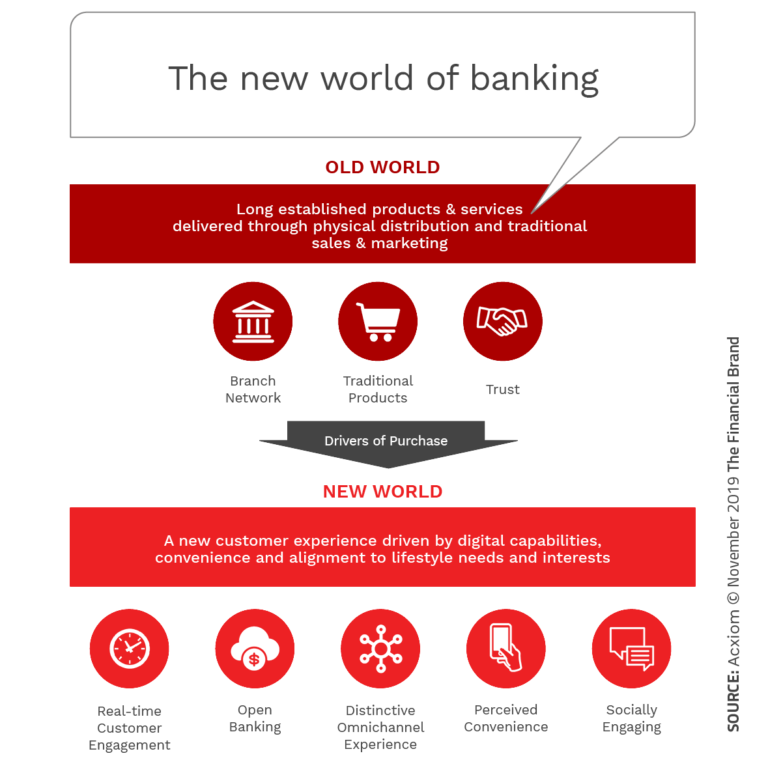 The new world of banking
OLD WORLD
Long established products & services
delivered through physical distribution and traditional
sales & marketing
Branch
Network
Traditional
Products
Trust
Drivers of Purchase
NEW WORLD
A new customer experience driven by digital capabilities,
convenience and alignment to lifestyle needs and interests
$
Real-time
Customer
Engagement
Open
Banking
Distinctive
Omnichannel
Experience
Perceived
Convenience
Socially
Engaging
SOURCE: Acxiom © November 2019 The Financial Brand